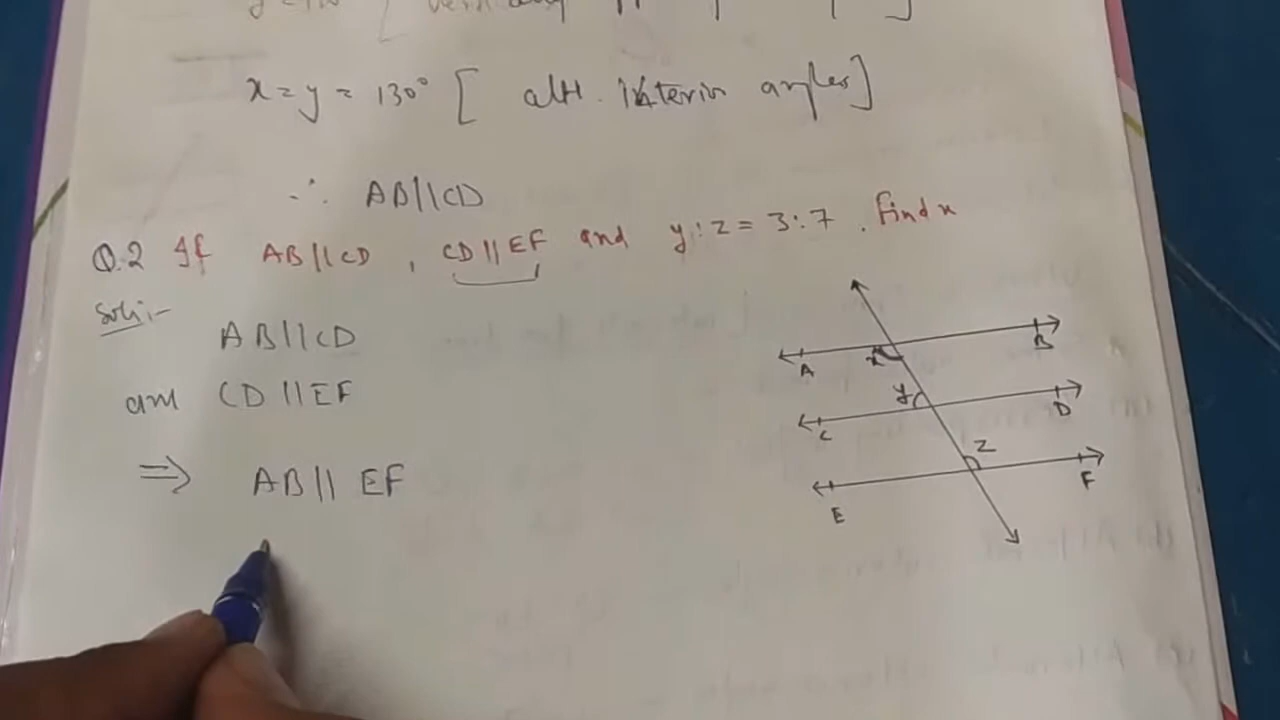 x = y = 130° [ alt. interior angles ]
∴ AB||CD
Q.2 If AB||CD , CD||EF and y:z = 3:7 . find x
Soln:-
AB||CD
and CD||EF
⇒ AB|| EF
A B
x
y
C D
z
E F